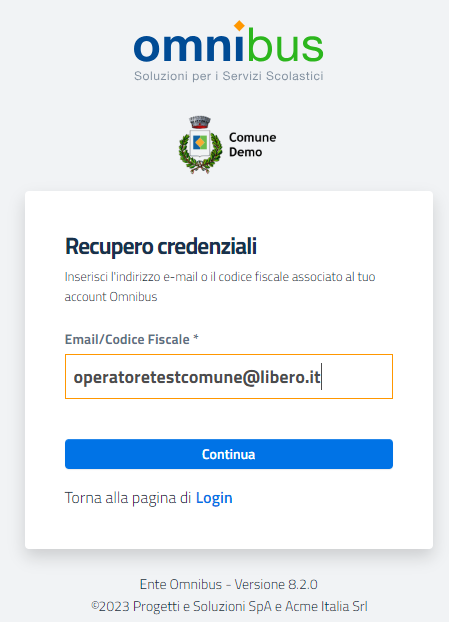 omnibus
Soluzioni per i Servizi Scolastici
Comune
Demo
Recupero credenziali
Inserisci l'indirizzo e-mail o il codice fiscale associato al tuo
account Omnibus
Email/Codice Fiscale *
operatoretestcomune@libero.it
Continua
Torna alla pagina di Login
Ente Omnibus - Versione 8.2.0
©2023 Progetti e Soluzioni SpA e Acme Italia Srl